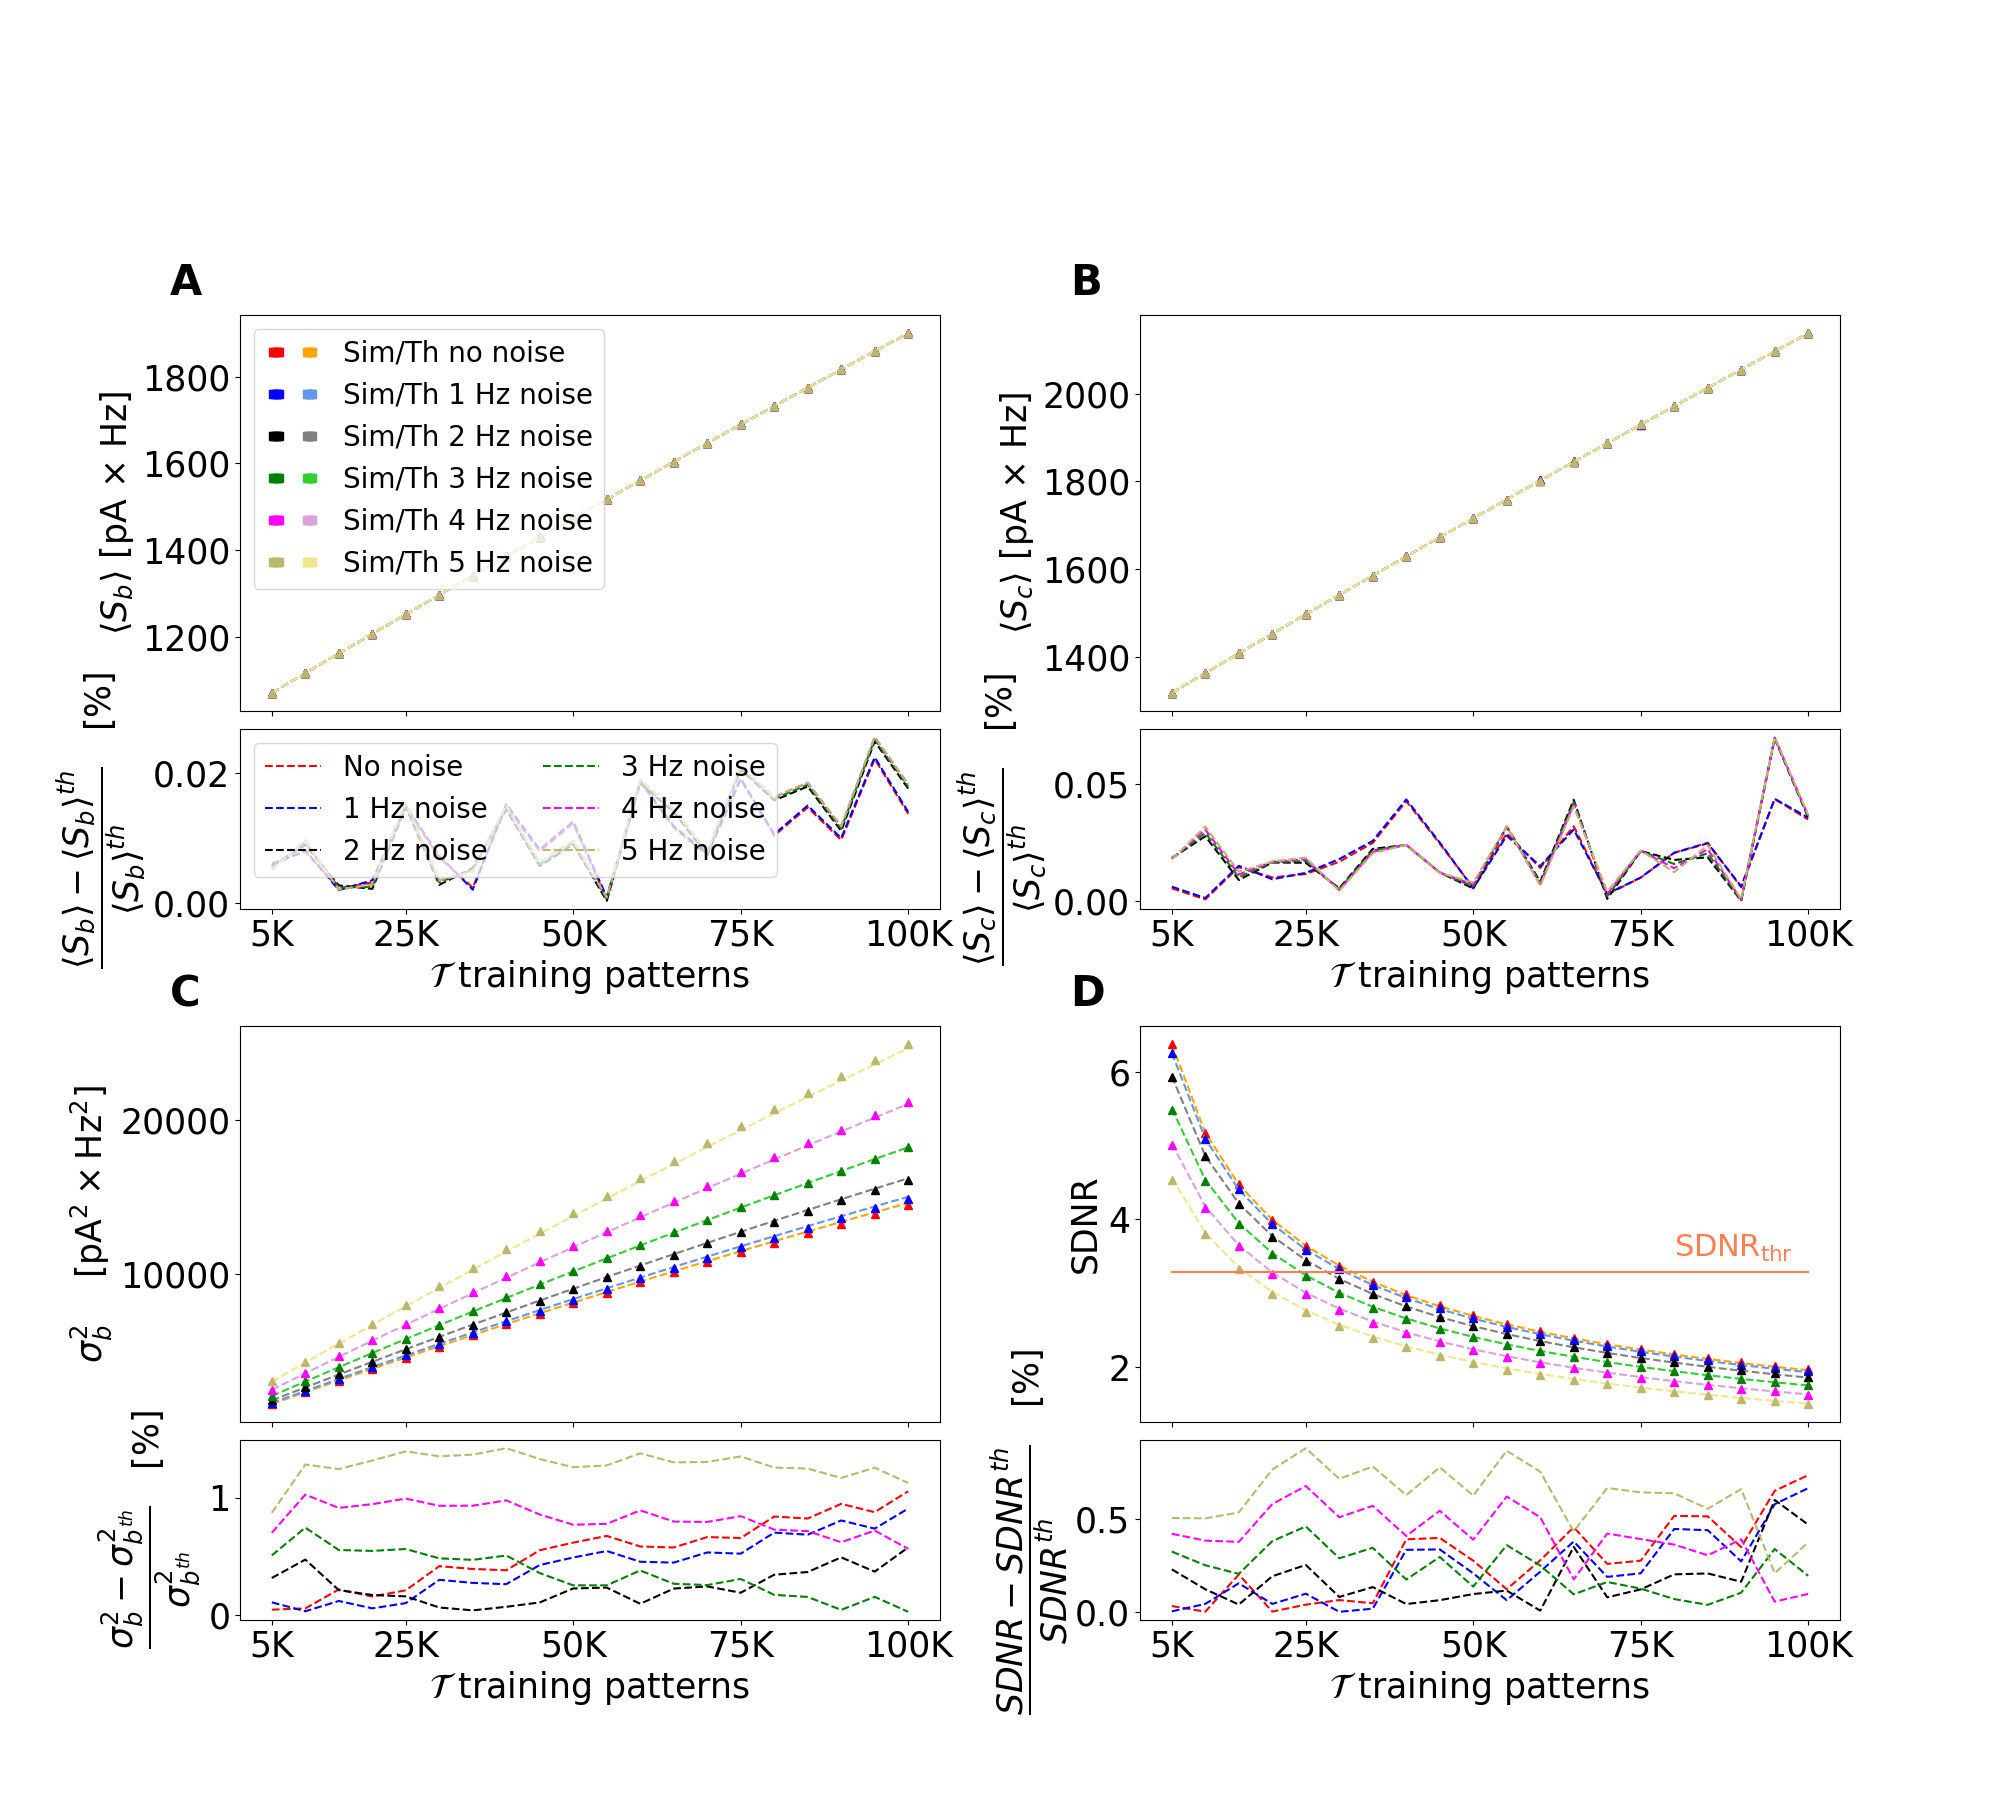 A
⟨S_b⟩ [pA × Hz]
1800
1600
1400
1200
Sim/Th no noise
Sim/Th 1 Hz noise
Sim/Th 2 Hz noise
Sim/Th 3 Hz noise
Sim/Th 4 Hz noise
Sim/Th 5 Hz noise
⟨S_b⟩ − ⟨S_b⟩^th
⟨S_b⟩^th
[%]
0.02
0.00
No noise
1 Hz noise
2 Hz noise
3 Hz noise
4 Hz noise
5 Hz noise
5K 25K 50K 75K 100K
𝒯 training patterns
B
⟨S_c⟩ [pA × Hz]
2000
1800
1600
1400
⟨S_c⟩ − ⟨S_c⟩^th
⟨S_c⟩^th
[%]
0.05
0.00
5K 25K 50K 75K 100K
𝒯 training patterns
C
σ_b^2 [pA² × Hz²]
20000
10000
σ_b^2 − σ_b^2^th
σ_b^2^th
[%]
1
0
5K 25K 50K 75K 100K
𝒯 training patterns
D
SDNR
6
4
2
SDNR_thr
SDNR − SDNR^th
SDNR^th
[%]
0.5
0.0
5K 25K 50K 75K 100K
𝒯 training patterns